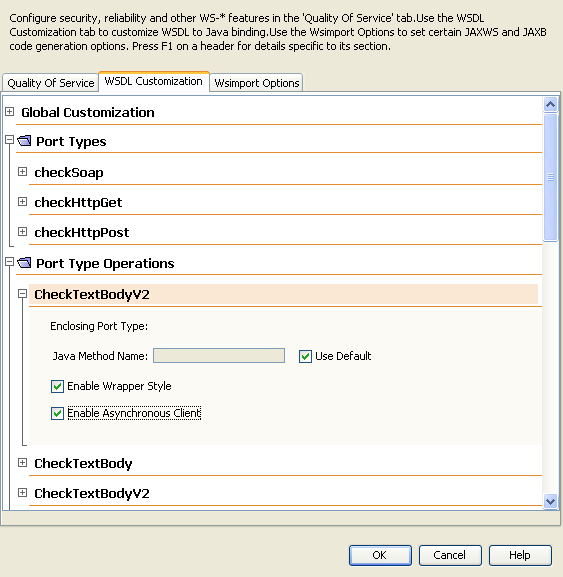 Configure security, reliability and other WS-* features in the 'Quality Of Service' tab.Use the WSDL
Customization tab to customize WSDL to Java binding.Use the Wsimport Options to set certain JAXWS and JAXB
code generation options. Press F1 on a header for details specific to its section.
Quality Of Service WSDL Customization Wsimport Options
Global Customization
Port Types
checkSoap
checkHttpGet
checkHttpPost
Port Type Operations
CheckTextBodyV2
Enclosing Port Type:
Java Method Name: Use Default
Enable Wrapper Style
Enable Asynchronous Client
CheckTextBody
CheckTextBodyV2
OK Cancel Help